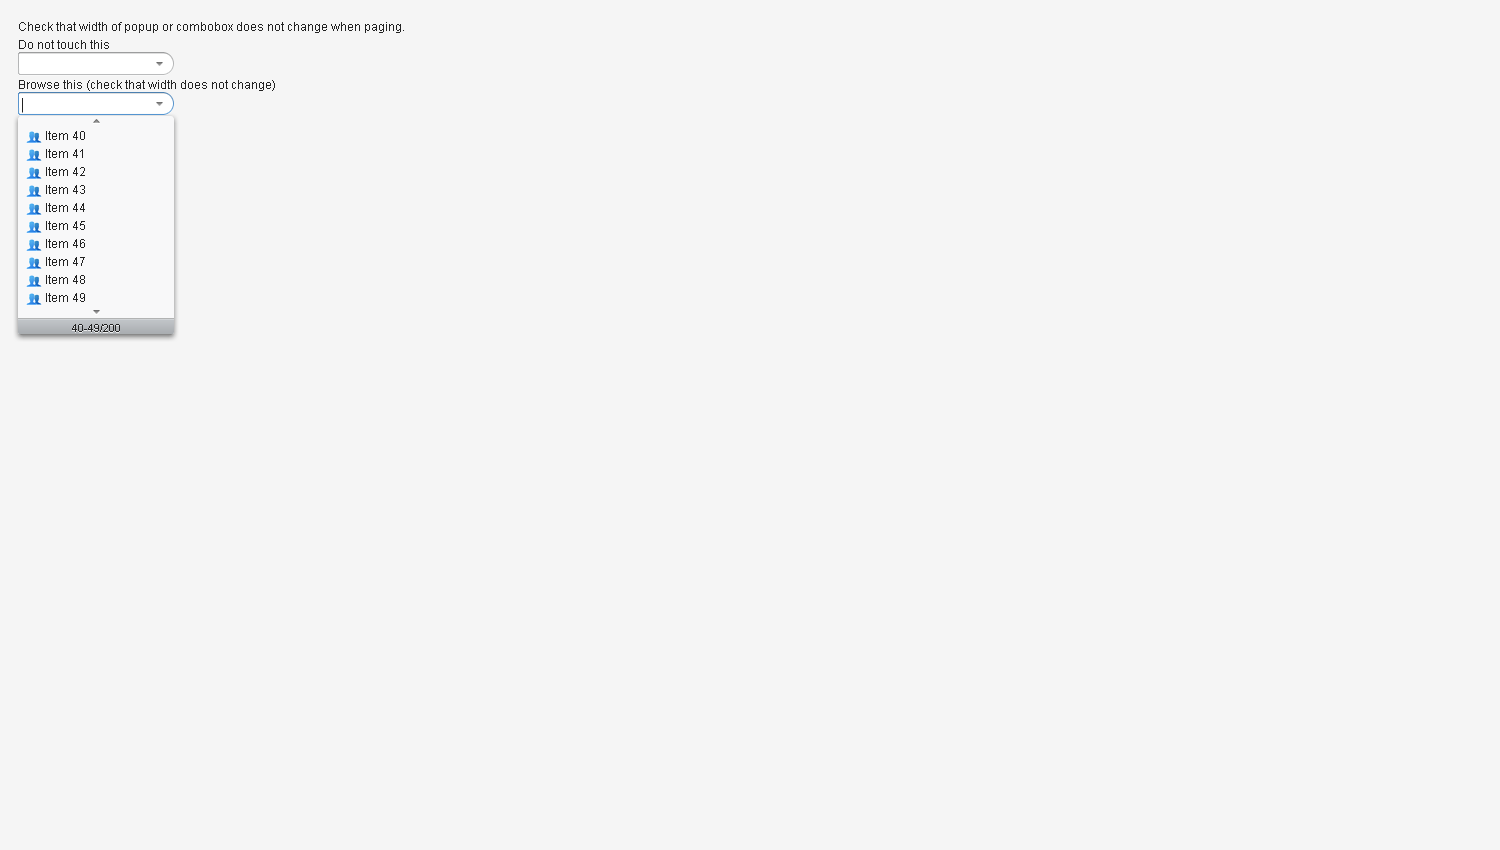 Check that width of popup or combobox does not change when paging.
Do not touch this
Browse this (check that width does not change)
Item 40
Item 41
Item 42
Item 43
Item 44
Item 45
Item 46
Item 47
Item 48
Item 49
40-49/200